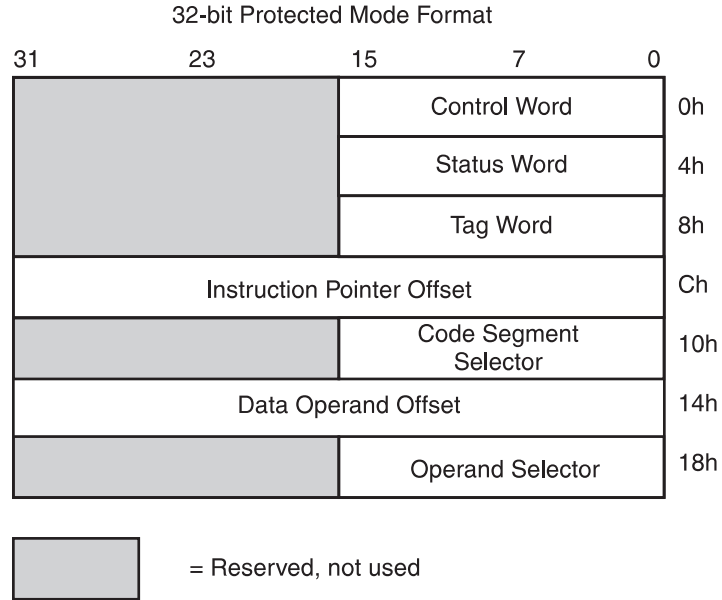 32-bit Protected Mode Format
31 23 15 7 0
Control Word 0h
Status Word 4h
Tag Word 8h
Instruction Pointer Offset Ch
Code Segment
Selector 10h
Data Operand Offset 14h
Operand Selector 18h
= Reserved, not used